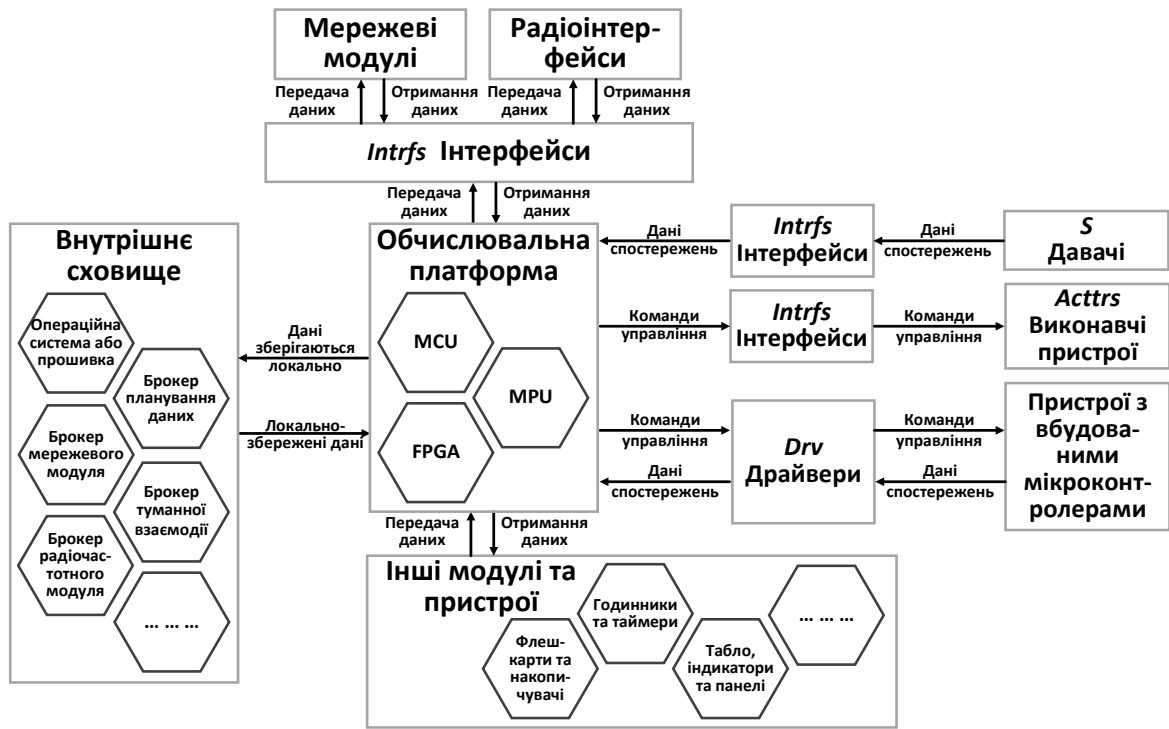 Мережеві
модулі
Радіоінтер-
фейси
Передача
даних
Отримання
даних
Передача
даних
Отримання
даних
Intrfs Інтерфейси
Передача
даних
Отримання
даних
Внутрішнє
сховище
Операційна
система або
прошивка
Брокер
планування
даних
Брокер
мережевого
модуля
Брокер
туманної
взаємодії
Брокер
радіочас-
тотного
модуля
... ... ...
Дані
зберігаються
локально
Локально-
збережені дані
Обчислювальна
платформа
MCU
MPU
FPGA
Дані
спостережень
Intrfs
Інтерфейси
Дані
спостережень
S
Давачі
Команди
управління
Intrfs
Інтерфейси
Команди
управління
Acttrs
Виконавчі
пристрої
Команди
управління
Дані
спостережень
Drv
Драйвери
Команди
управління
Дані
спостережень
Пристрої з
вбудова-
ними
мікроконт-
ролерами
Передача
даних
Отримання
даних
Інші модулі та
пристрої
Флеш-
карти та
накопи-
чувачі
Годинники
та таймери
Табло,
індикатори
та панелі
... ... ...